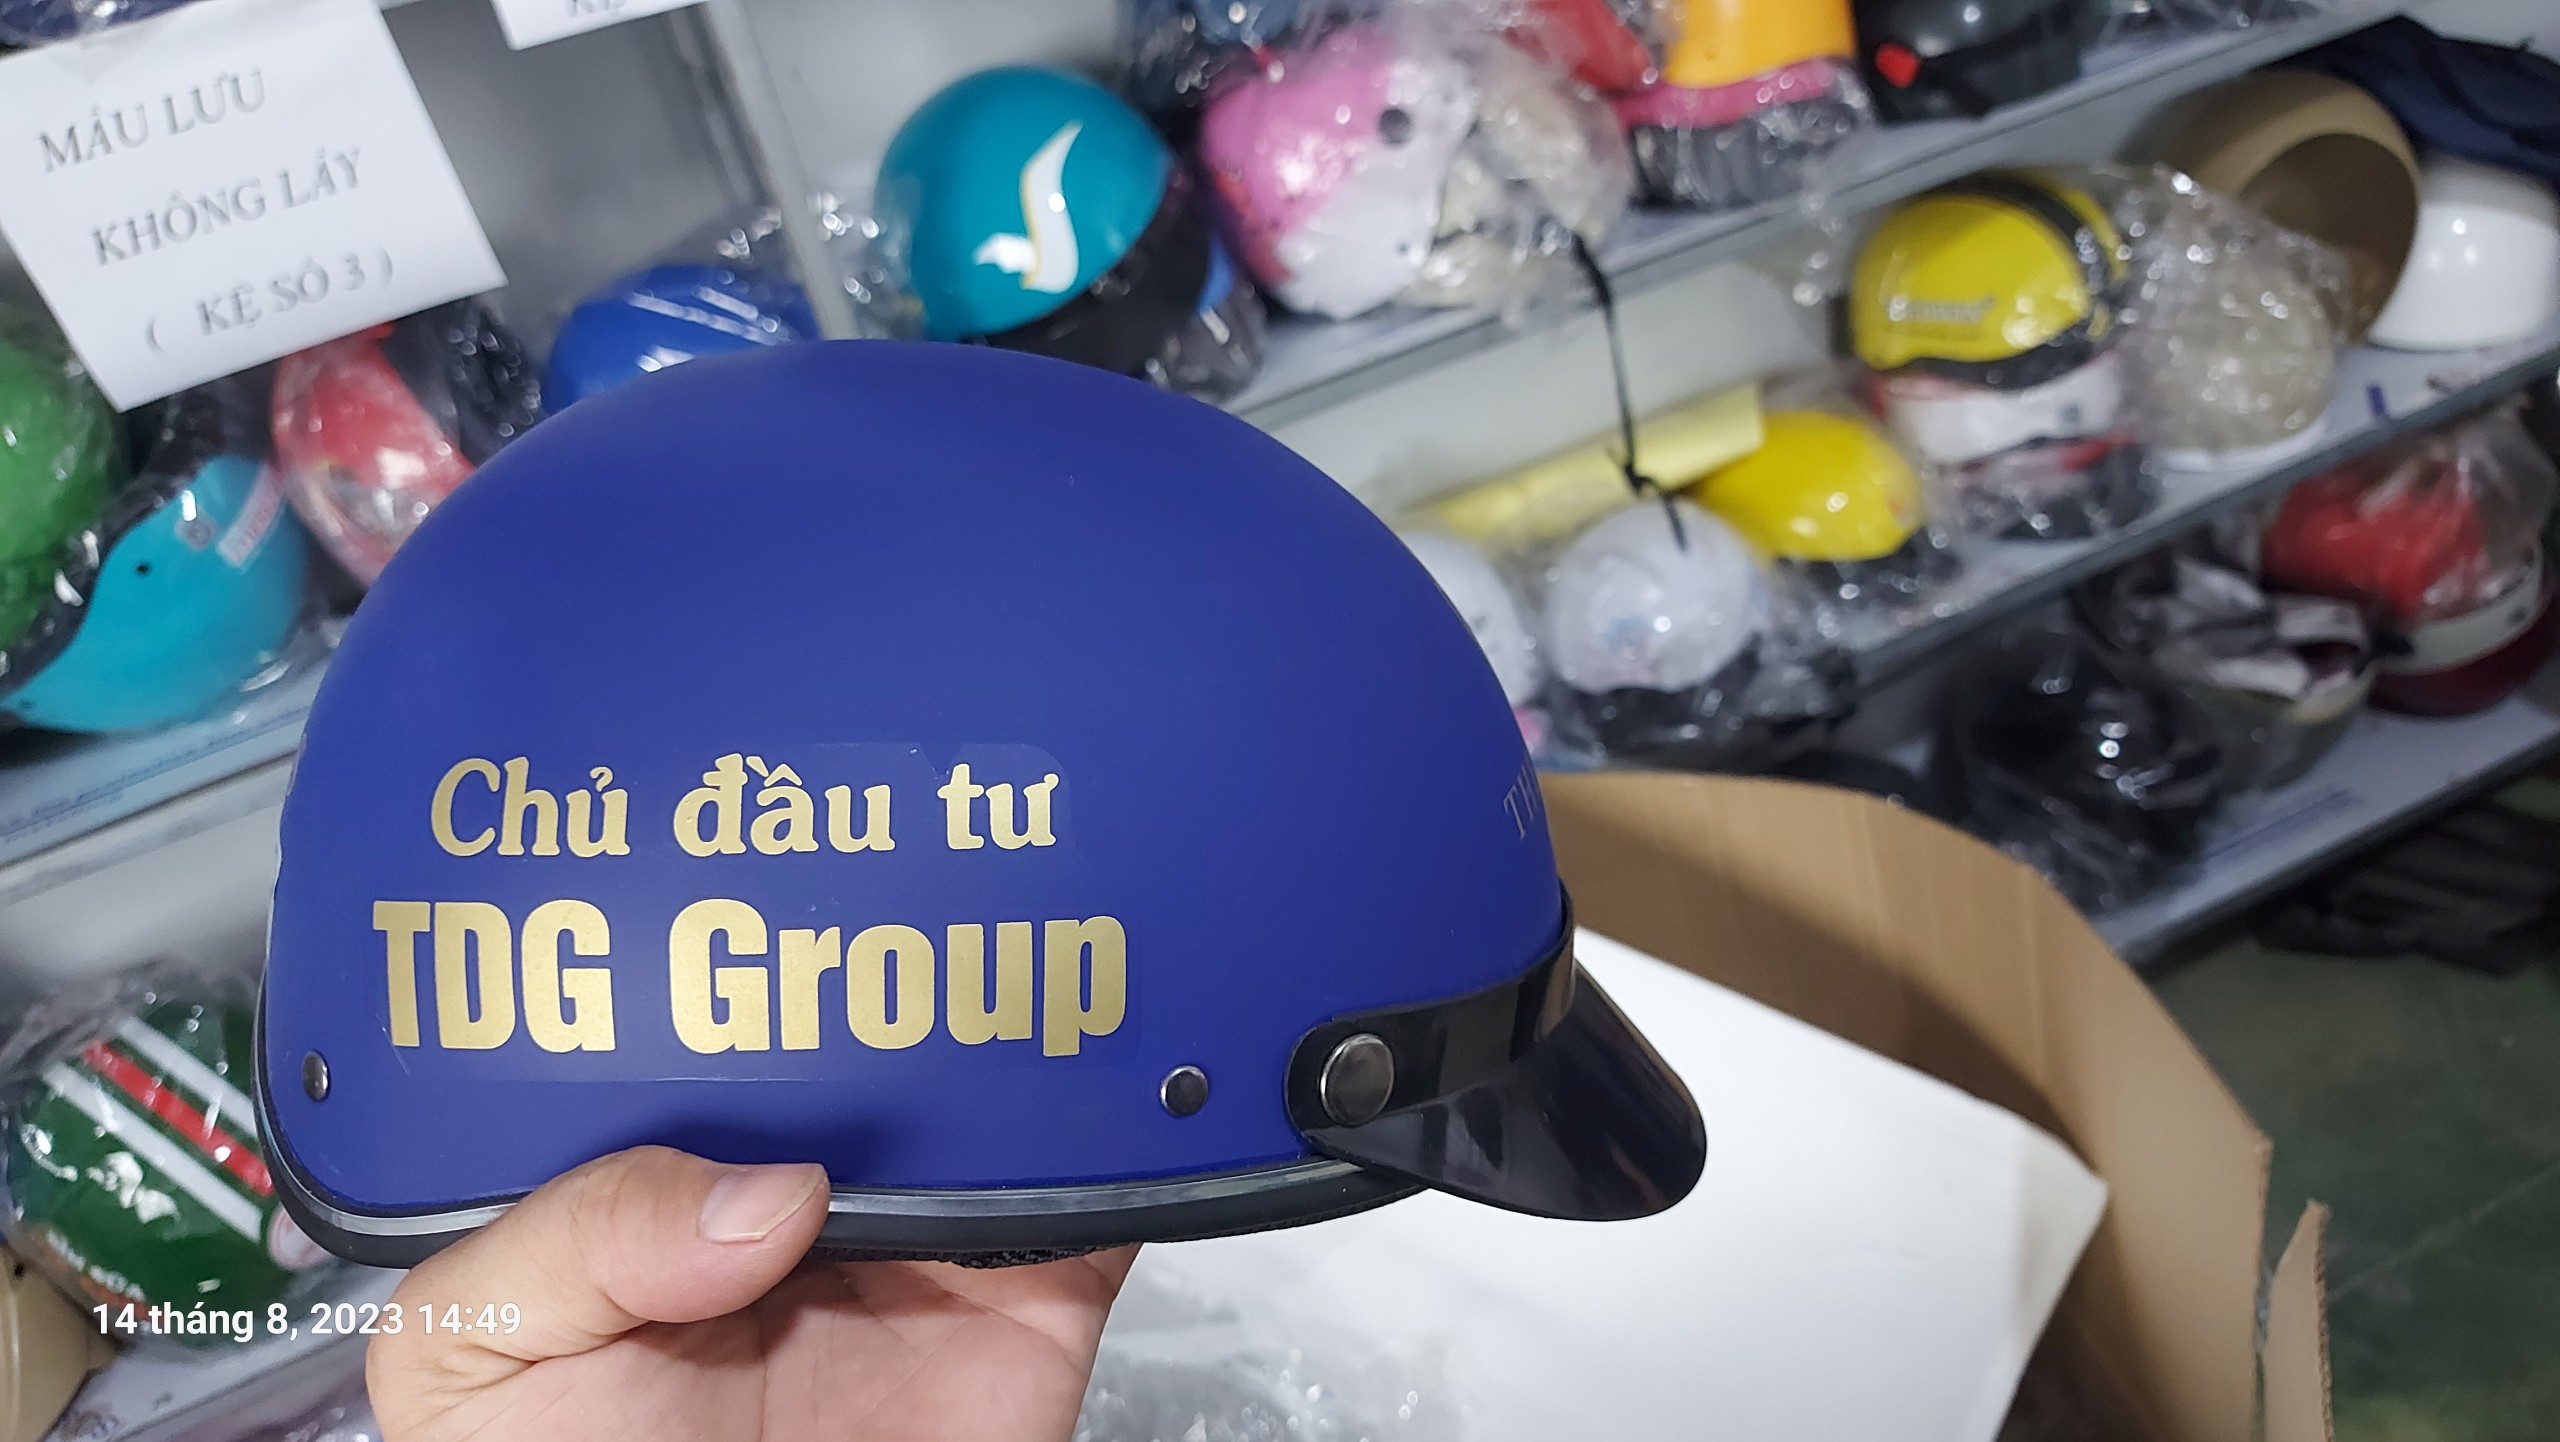 MẪU LƯU
KHÔNG LẤY
( KỆ SỐ 3 )
Chủ đầu tư
TDG Group
14 tháng 8, 2023 14:49